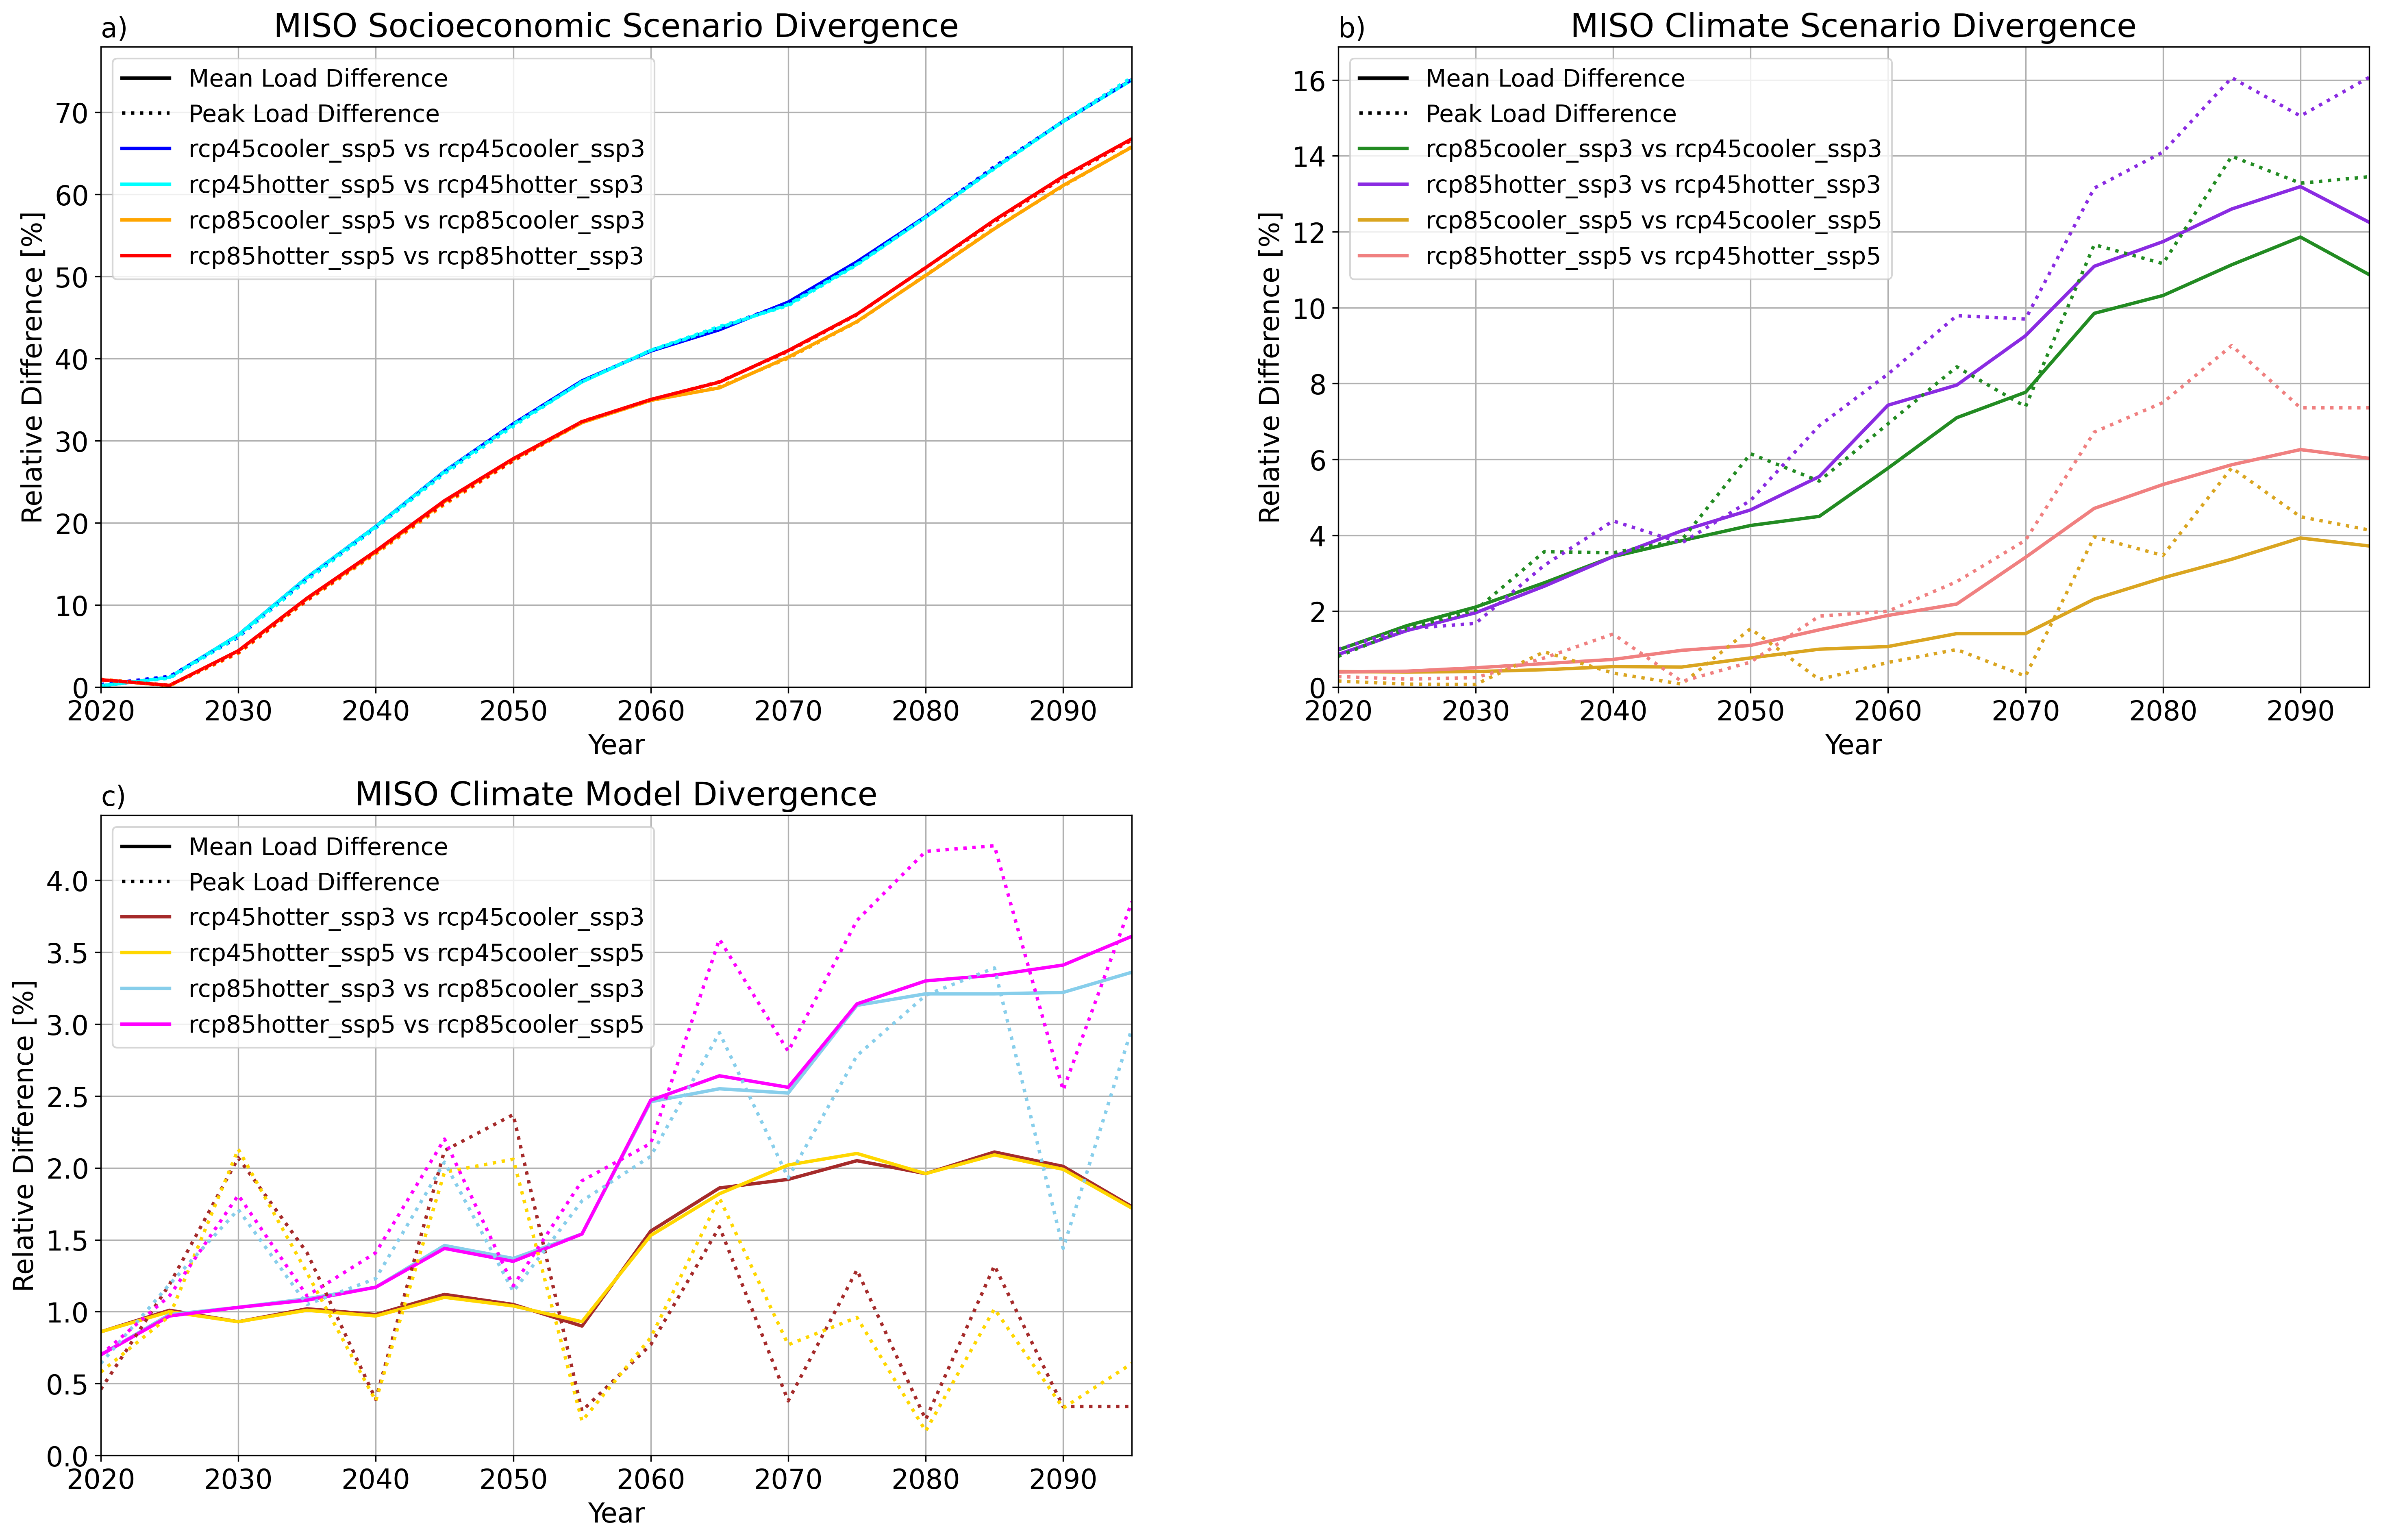 a)
MISO Socioeconomic Scenario Divergence
Mean Load Difference
Peak Load Difference
rcp45cooler_ssp5 vs rcp45cooler_ssp3
rcp45hotter_ssp5 vs rcp45hotter_ssp3
rcp85cooler_ssp5 vs rcp85cooler_ssp3
rcp85hotter_ssp5 vs rcp85hotter_ssp3
Relative Difference [%]
70
60
50
40
30
20
10
0
2020 2030 2040 2050 2060 2070 2080 2090
Year
b)
MISO Climate Scenario Divergence
Mean Load Difference
Peak Load Difference
rcp85cooler_ssp3 vs rcp45cooler_ssp3
rcp85hotter_ssp3 vs rcp45hotter_ssp3
rcp85cooler_ssp5 vs rcp45cooler_ssp5
rcp85hotter_ssp5 vs rcp45hotter_ssp5
Relative Difference [%]
16
14
12
10
8
6
4
2
0
2020 2030 2040 2050 2060 2070 2080 2090
Year
c)
MISO Climate Model Divergence
Mean Load Difference
Peak Load Difference
rcp45hotter_ssp3 vs rcp45cooler_ssp3
rcp45hotter_ssp5 vs rcp45cooler_ssp5
rcp85hotter_ssp3 vs rcp85cooler_ssp3
rcp85hotter_ssp5 vs rcp85cooler_ssp5
Relative Difference [%]
4.0
3.5
3.0
2.5
2.0
1.5
1.0
0.5
0.0
2020 2030 2040 2050 2060 2070 2080 2090
Year